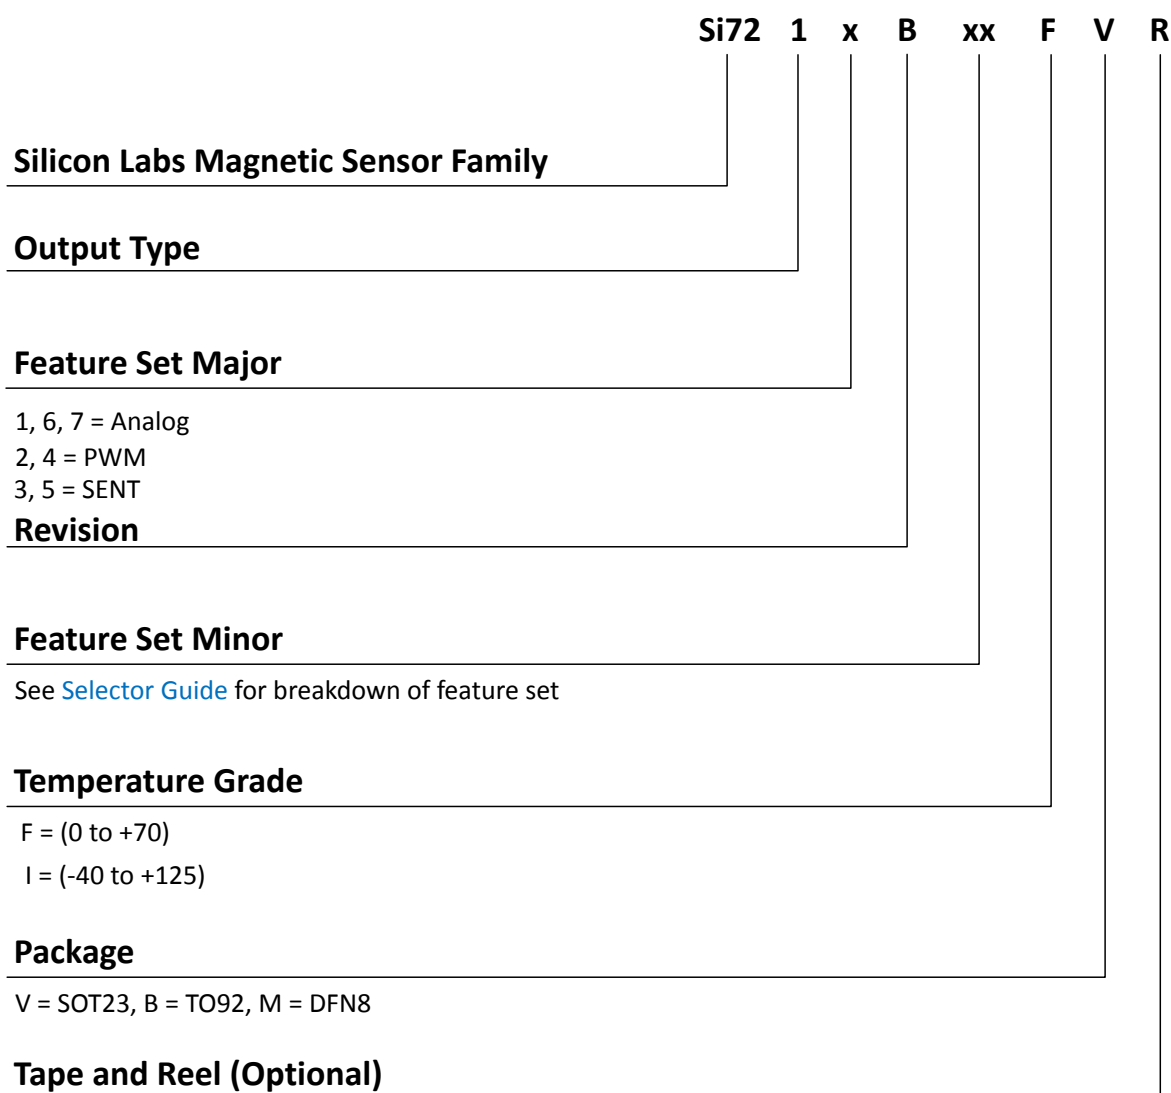 Si72 1 x B xx F V R
Silicon Labs Magnetic Sensor Family
Output Type
Feature Set Major
1, 6, 7 = Analog
2, 4 = PWM
3, 5 = SENT
Revision
Feature Set Minor
See Selector Guide for breakdown of feature set
Temperature Grade
F = (0 to +70)
I = (-40 to +125)
Package
V = SOT23, B = TO92, M = DFN8
Tape and Reel (Optional)